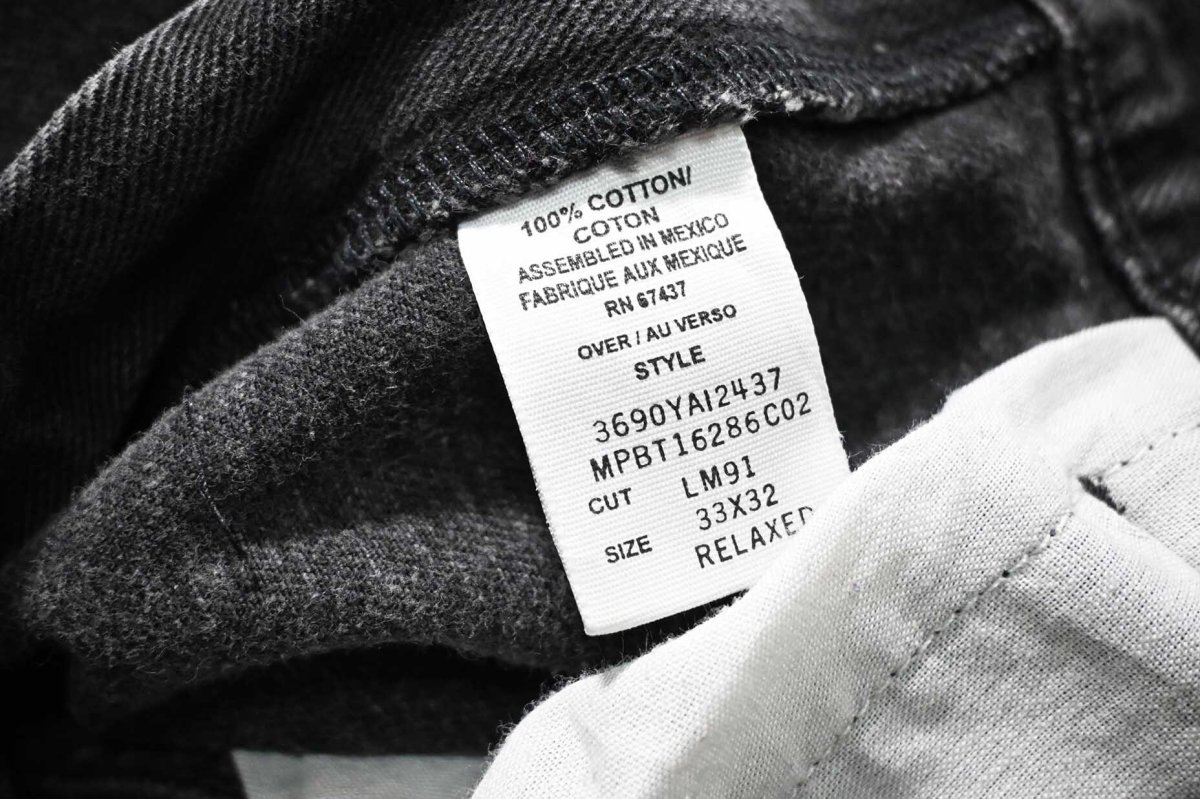 100% COTTON/
COTON
ASSEMBLED IN MEXICO
FABRIQUE AUX MEXIQUE
RN 67437
OVER / AU VERSO
STYLE
3690YAI2437
MPBT16286C02
CUT LM91
33X32
SIZE RELAXED